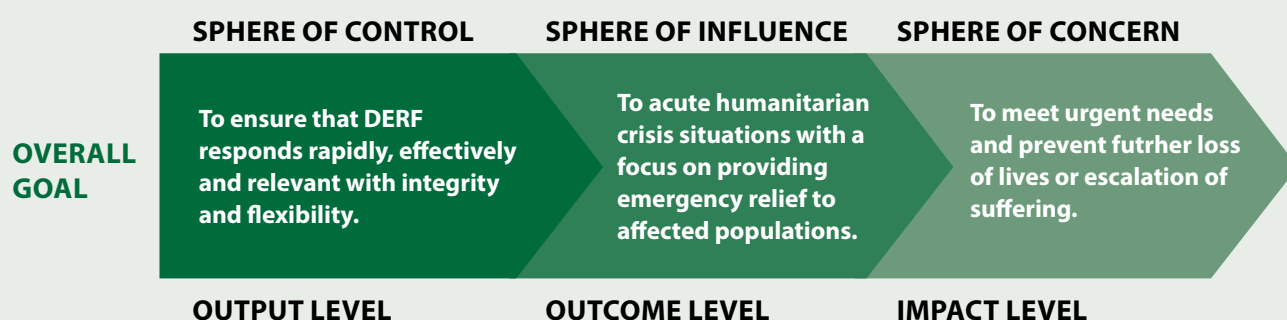 SPHERE OF CONTROL
SPHERE OF INFLUENCE
SPHERE OF CONCERN
OVERALL
GOAL
To ensure that DERF
responds rapidly, effectively
and relevant with integrity
and flexibility.
To acute humanitarian
crisis situations with a
focus on providing
emergency relief to
affected populations.
To meet urgent needs
and prevent futrher loss
of lives or escalation of
suffering.
OUTPUT LEVEL
OUTCOME LEVEL
IMPACT LEVEL